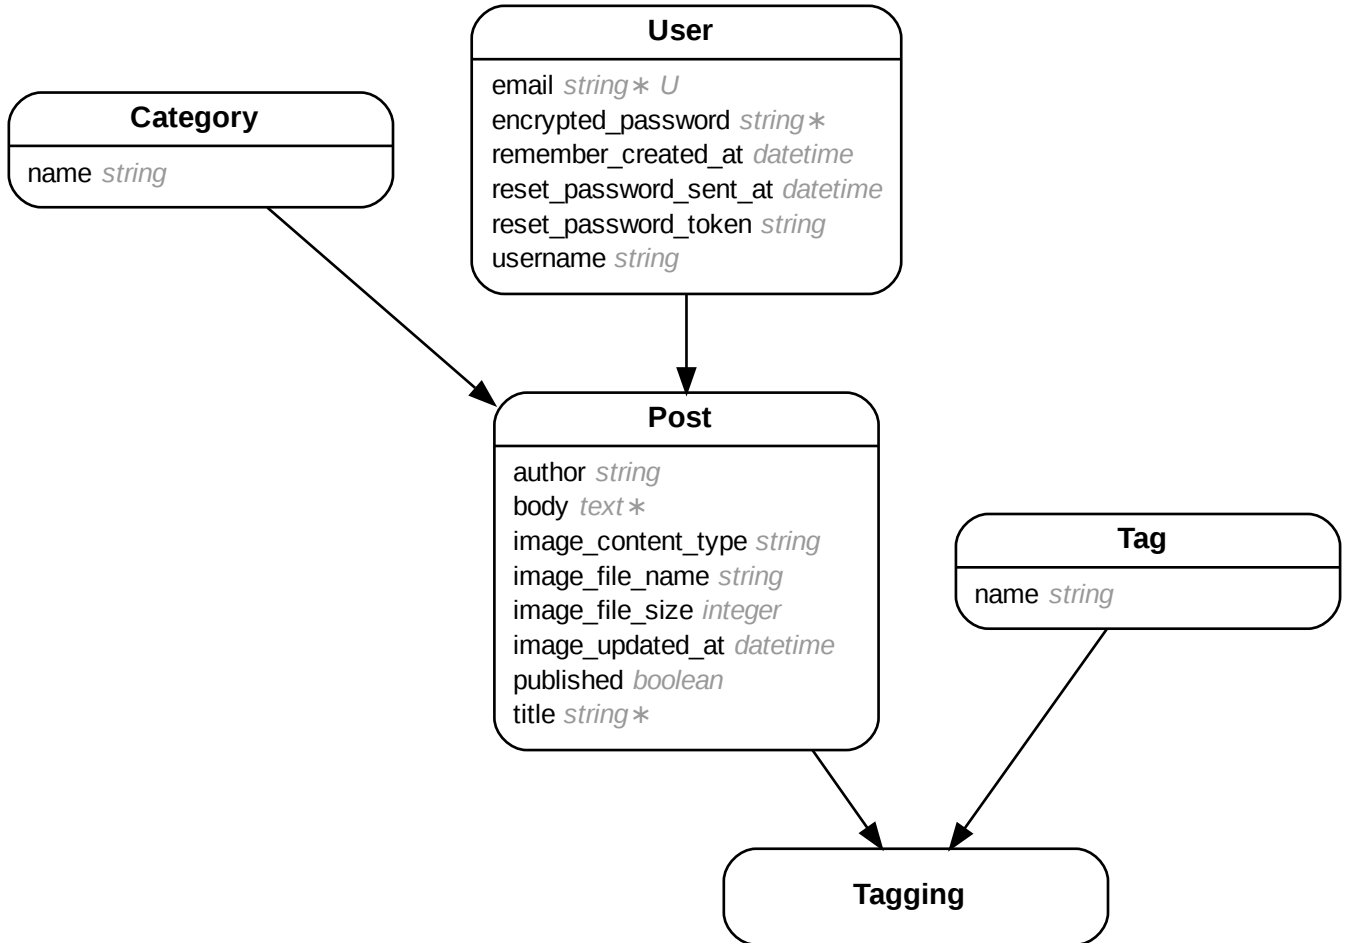 User
email string∗ U
encrypted_password string∗
remember_created_at datetime
reset_password_sent_at datetime
reset_password_token string
username string
Category
name string
Post
author string
body text∗
image_content_type string
image_file_name string
image_file_size integer
image_updated_at datetime
published boolean
title string∗
Tag
name string
Tagging